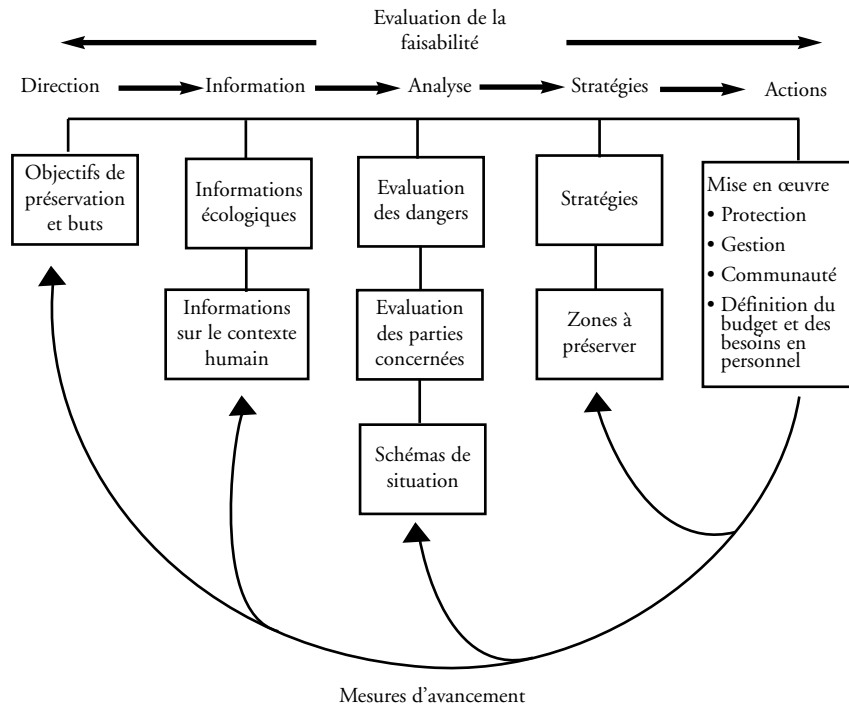 Evaluation de la
faisabilité
Direction
Information
Analyse
Stratégies
Actions
Objectifs de
préservation
et buts
Informations
écologiques
Informations
sur le contexte
humain
Evaluation
des dangers
Evaluation
des parties
concernées
Schémas de
situation
Stratégies
Zones à
préserver
Mise en œuvre
• Protection
• Gestion
• Communauté
• Définition du
budget et des
besoins en
personnel
Mesures d'avancement